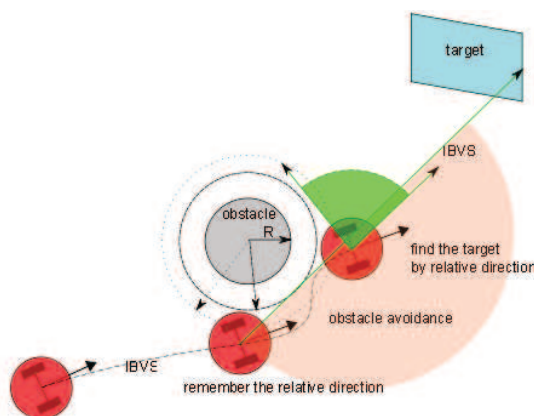 target
IBVS
obstacle
R
find the target
by relative direction
obstacle avoidance
IBVS
remember the relative direction